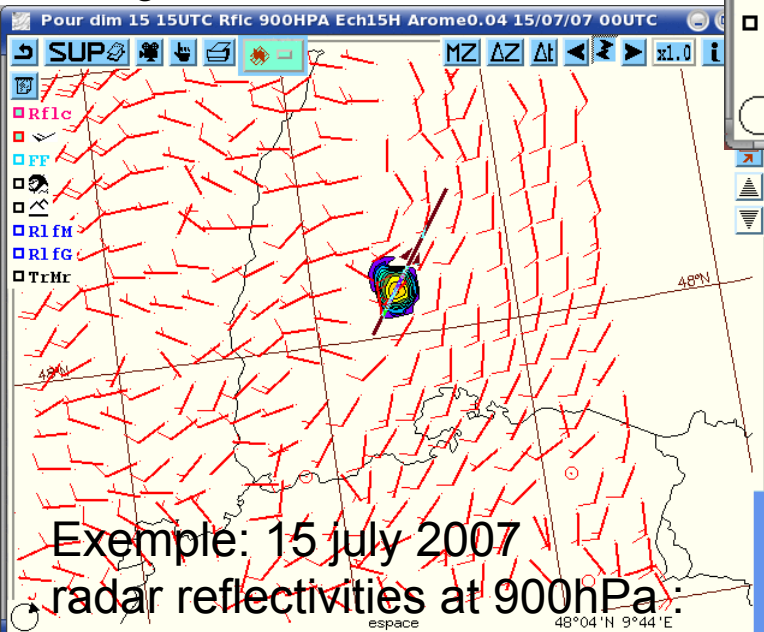 Pour dim 15 15UTC Rflc 900HPA Ech15H Arome0.04 15/07/07 00UTC
SUP MZ ΔZ Δt x1.0 i
Rflc
FF
RlfM
RlfG
TrMr
48°N
48°N
Exemple: 15 july 2007
radar reflectivities at 900hPa :
espace 48°04'N 9°44'E